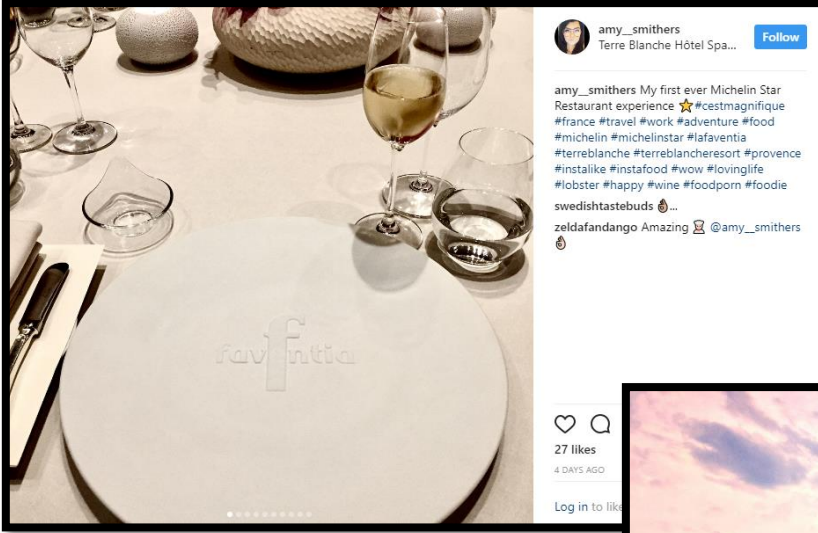 amy__smithers
Terre Blanche Hôtel Spa...
Follow
amy__smithers My first ever Michelin Star
Restaurant experience ⭐#cestmagnifique
#france #travel #work #adventure #food
#michelin #michelinstar #lafaventia
#terreblanche #terreblancheresort #provence
#instalike #instafood #wow #lovinglife
#lobster #happy #wine #foodporn #foodie
swedishtastebuds 👌🏾...
zeldafandango Amazing 👨‍🍳 @amy__smithers
👌🏾
faventia
27 likes
4 DAYS AGO
Log in to like